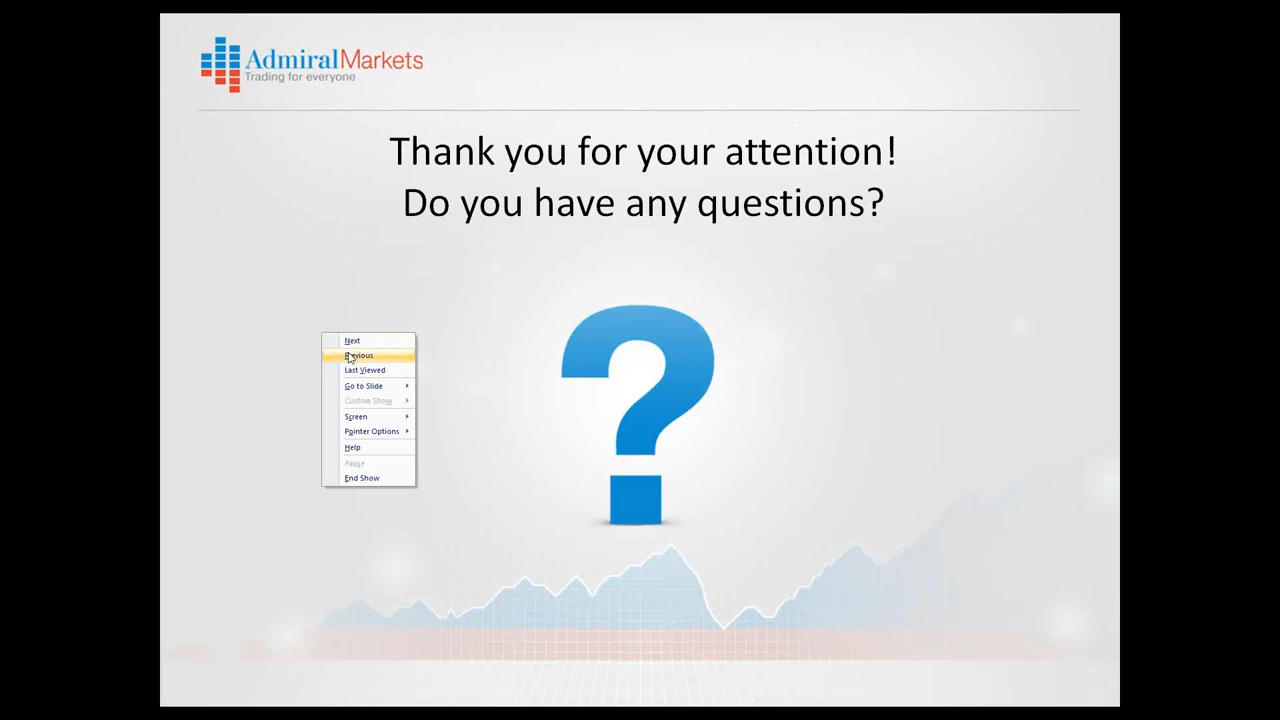 AdmiralMarkets
Trading for everyone
Thank you for your attention!
Do you have any questions?
?
Next
Previous
Last Viewed
Go to Slide
Custom Show
Screen
Pointer Options
Help
Pause
End Show